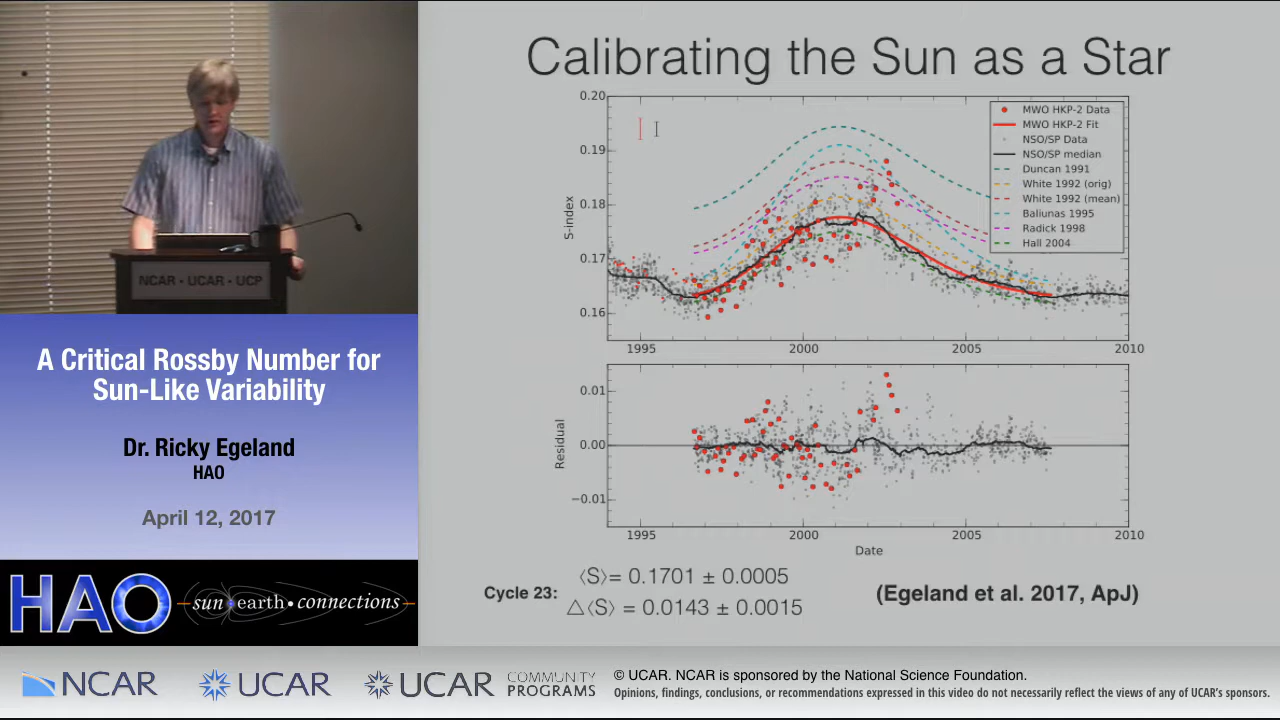 NCAR • UCAR • UCP
A Critical Rossby Number for
Sun-Like Variability
Dr. Ricky Egeland
HAO
April 12, 2017
HAO
sun • earth • connections
Calibrating the Sun as a Star
0.20
0.19
0.18
0.17
0.16
S-index
MWO HKP-2 Data
MWO HKP-2 Fit
NSO/SP Data
NSO/SP median
Duncan 1991
White 1992 (orig)
White 1992 (mean)
Baliunas 1995
Radick 1998
Hall 2004
1995 2000 2005 2010
0.01
0.00
−0.01
Residual
1995 2000 2005 2010
Date
Cycle 23:
⟨S⟩= 0.1701 ± 0.0005
△⟨S⟩ = 0.0143 ± 0.0015
(Egeland et al. 2017, ApJ)
NCAR
UCAR
UCAR
COMMUNITY
PROGRAMS
© UCAR. NCAR is sponsored by the National Science Foundation.
Opinions, findings, conclusions, or recommendations expressed in this video do not necessarily reflect the views of any of UCAR's sponsors.